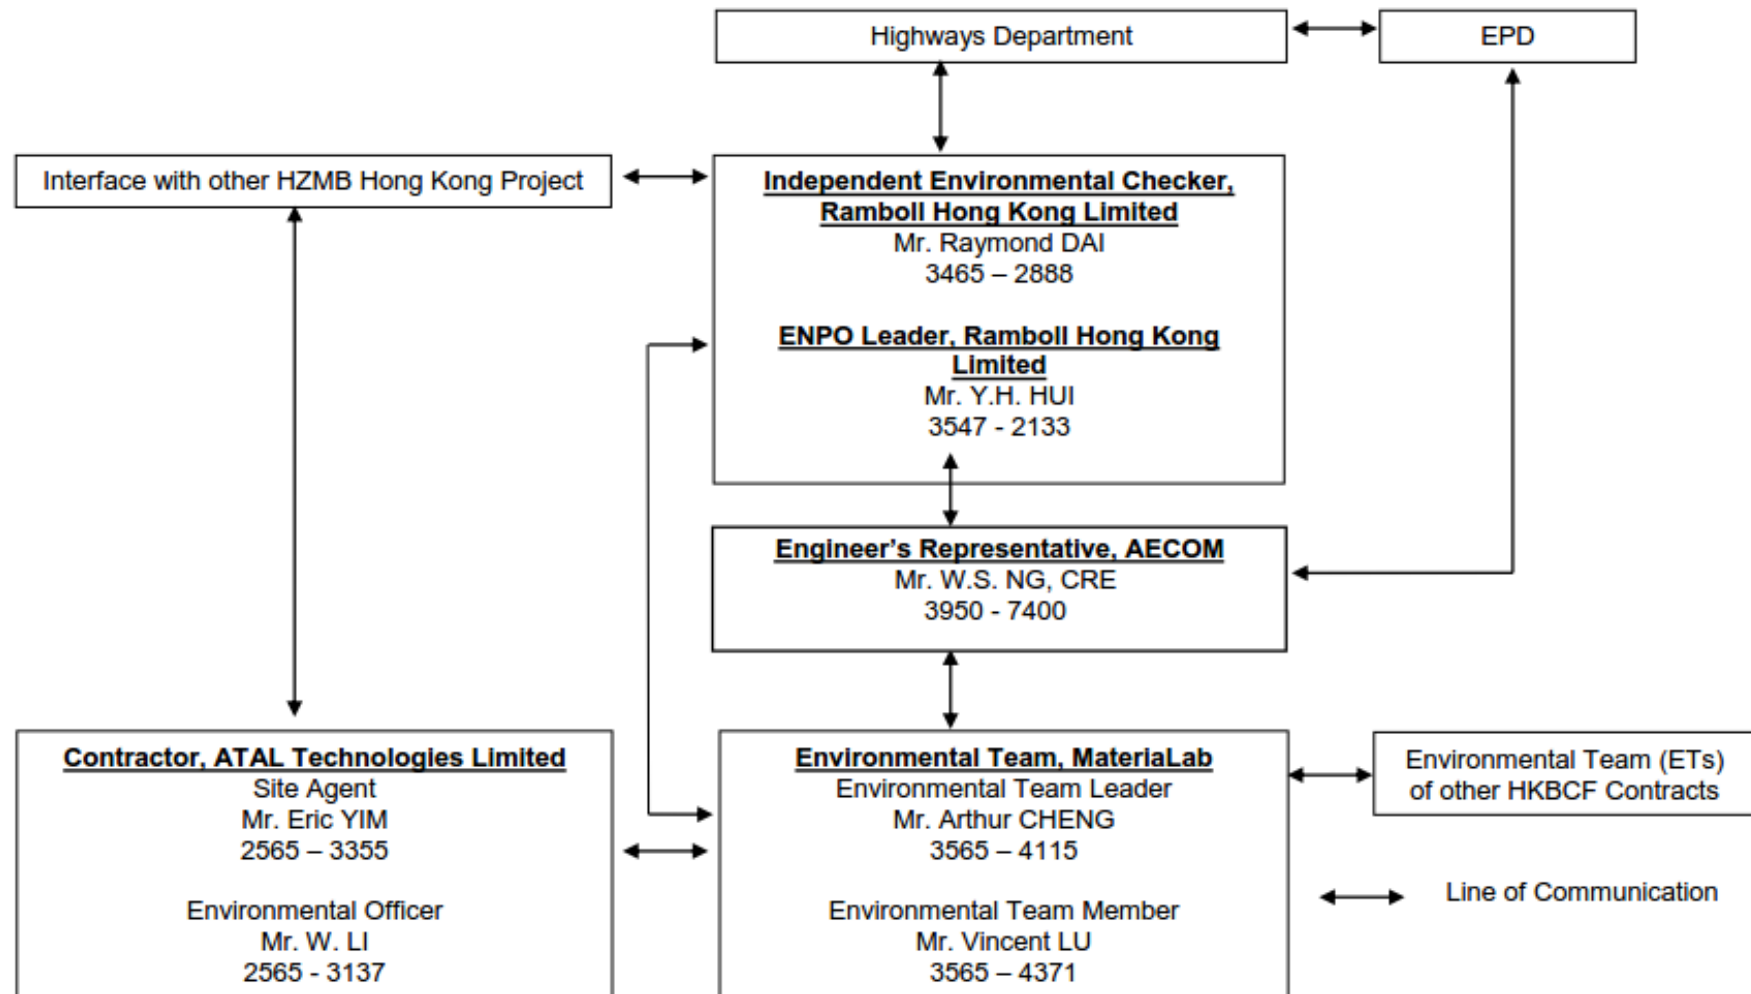 Highways Department
EPD
Interface with other HZMB Hong Kong Project
Independent Environmental Checker,
Ramboll Hong Kong Limited
Mr. Raymond DAI
3465 – 2888
ENPO Leader, Ramboll Hong Kong
Limited
Mr. Y.H. HUI
3547 - 2133
Engineer’s Representative, AECOM
Mr. W.S. NG, CRE
3950 - 7400
Contractor, ATAL Technologies Limited
Site Agent
Mr. Eric YIM
2565 – 3355
Environmental Officer
Mr. W. LI
2565 - 3137
Environmental Team, MateriaLab
Environmental Team Leader
Mr. Arthur CHENG
3565 – 4115
Environmental Team Member
Mr. Vincent LU
3565 – 4371
Environmental Team (ETs)
of other HKBCF Contracts
Line of Communication